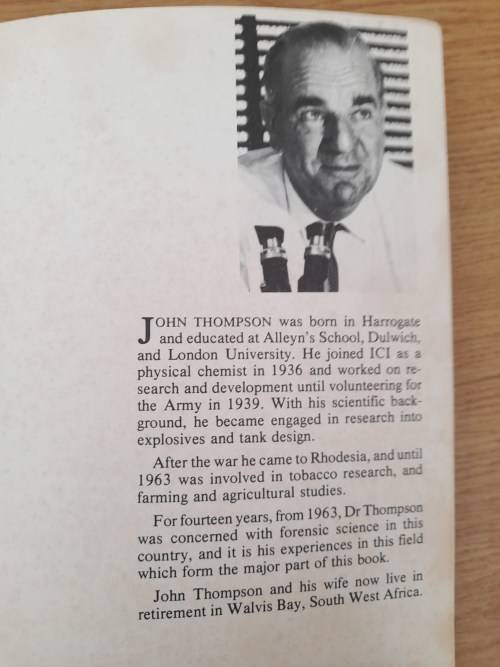 JOHN THOMPSON was born in Harrogate
and educated at Alleyn's School, Dulwich,
and London University. He joined ICI as a
physical chemist in 1936 and worked on re-
search and development until volunteering for
the Army in 1939. With his scientific back-
ground, he became engaged in research into
explosives and tank design.
After the war he came to Rhodesia, and until
1963 was involved in tobacco research, and
farming and agricultural studies.
For fourteen years, from 1963, Dr Thompson
was concerned with forensic science in this
country, and it is his experiences in this field
which form the major part of this book.
John Thompson and his wife now live in
retirement in Walvis Bay, South West Africa.